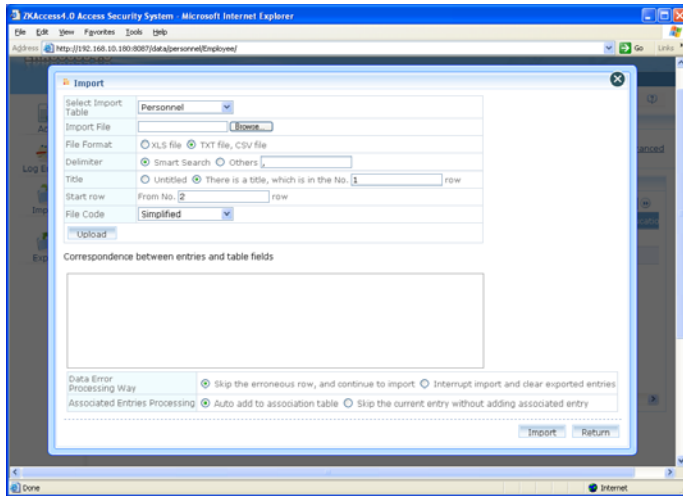 ZKAccess4.0 Access Security System - Microsoft Internet Explorer
File Edit View Favorites Tools Help
Address http://192.168.10.180:8087/data/personnel/Employee/ Go Links
Import
Select Import Table Personnel
Import File Browse...
File Format XLS file TXT file, CSV file
Delimiter Smart Search Others ,
Title Untitled There is a title, which is in the No. 1 row
Start row From No. 2 row
File Code Simplified
Upload
Correspondence between entries and table fields
Data Error Processing Way Skip the erroneous row, and continue to import Interrupt import and clear exported entries
Associated Entries Processing Auto add to association table Skip the current entry without adding associated entry
Import Return
Done Internet